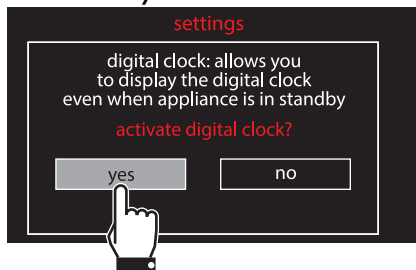 settings
digital clock: allows you
to display the digital clock
even when appliance is in standby
activate digital clock?
yes
no